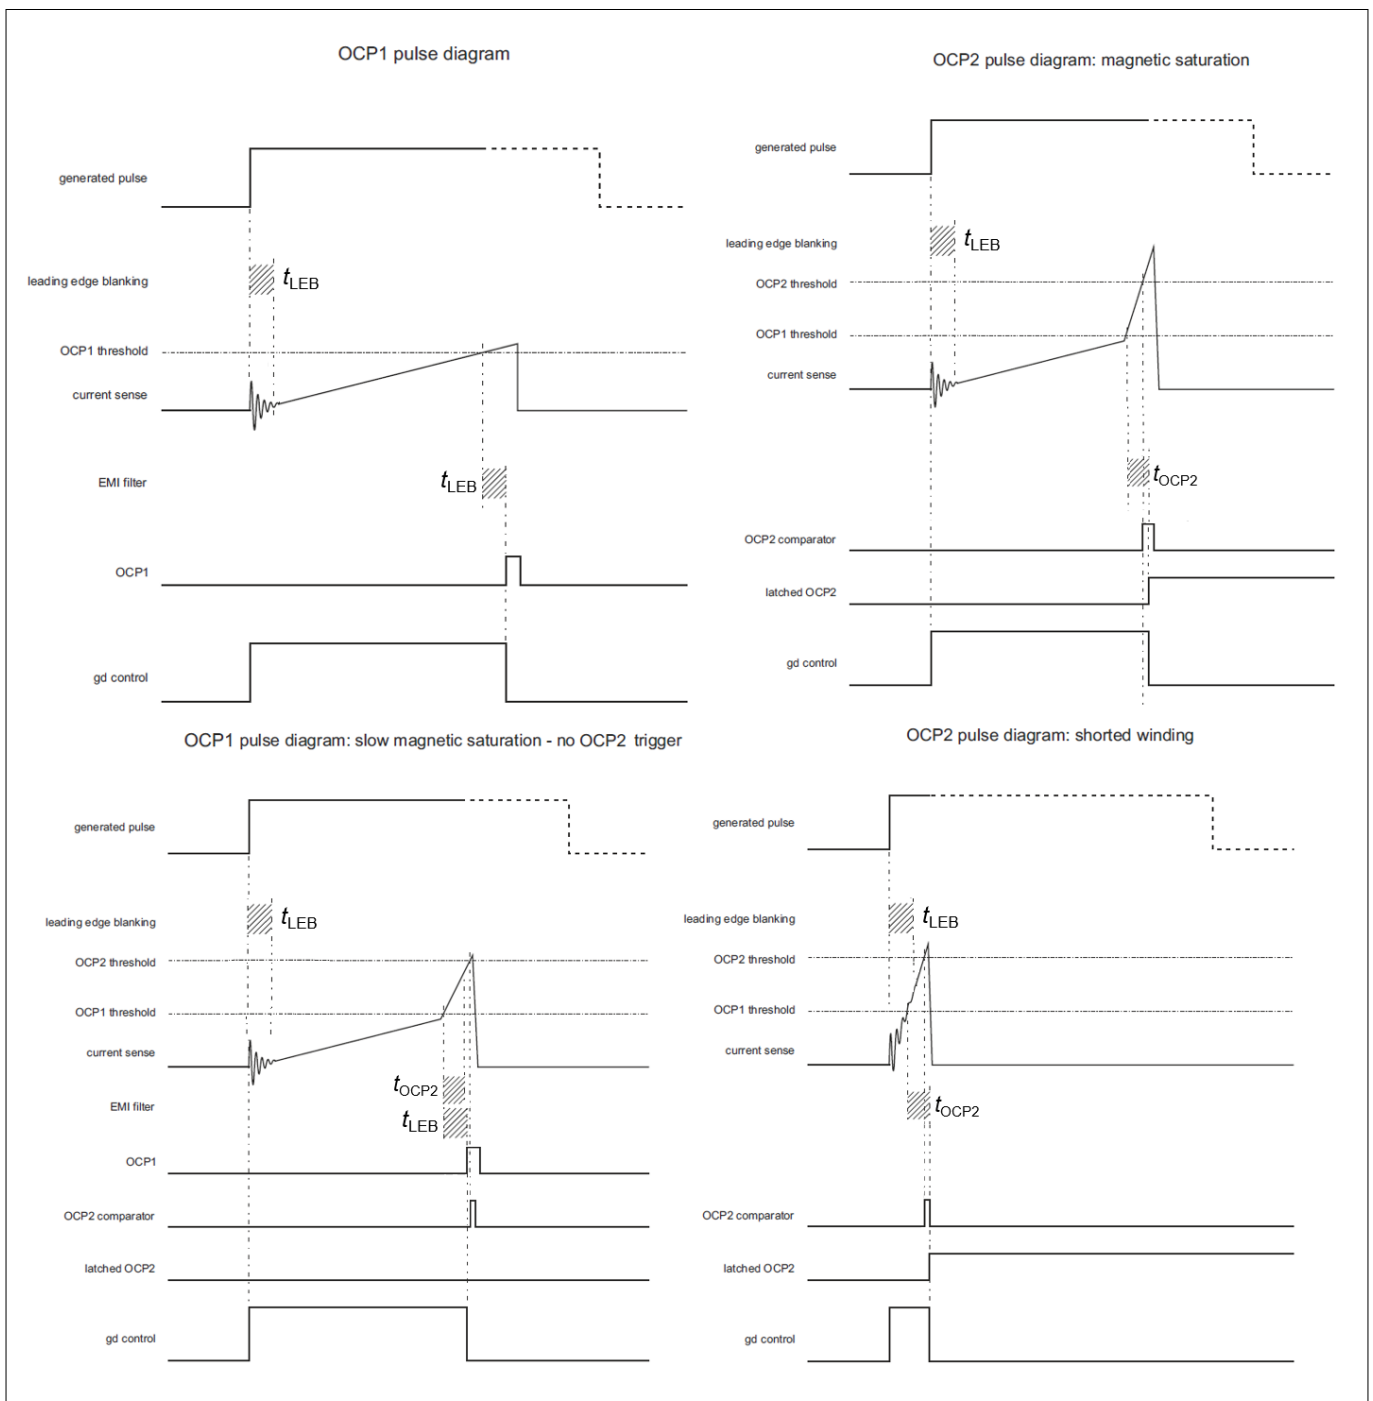 OCP1 pulse diagram
generated pulse
leading edge blanking
tLEB
OCP1 threshold
current sense
EMI filter
tLEB
OCP1
gd control
OCP2 pulse diagram: magnetic saturation
generated pulse
leading edge blanking
tLEB
OCP2 threshold
OCP1 threshold
current sense
tOCP2
OCP2 comparator
latched OCP2
gd control
OCP1 pulse diagram: slow magnetic saturation - no OCP2 trigger
generated pulse
leading edge blanking
tLEB
OCP2 threshold
OCP1 threshold
current sense
tOCP2
EMI filter
tLEB
OCP1
OCP2 comparator
latched OCP2
gd control
OCP2 pulse diagram: shorted winding
generated pulse
leading edge blanking
tLEB
OCP2 threshold
OCP1 threshold
current sense
tOCP2
OCP2 comparator
latched OCP2
gd control